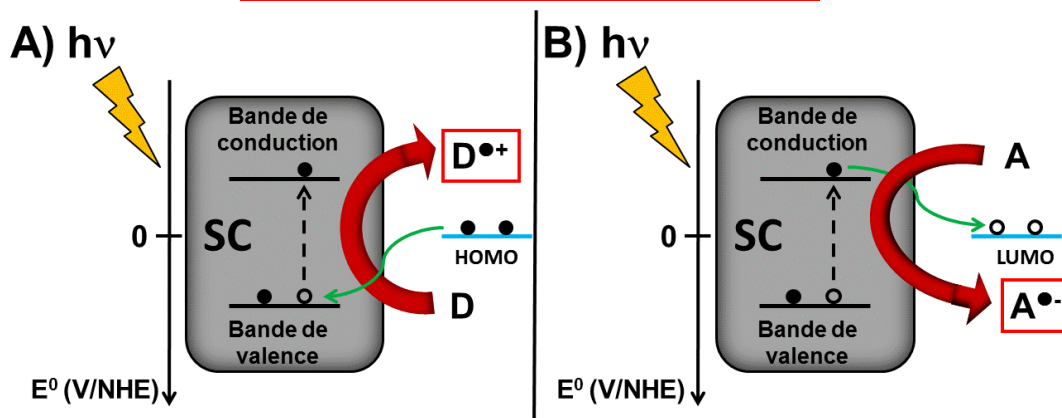 A) hν
Bande de
conduction
D●+
0
SC
HOMO
D
Bande de
valence
E⁰ (V/NHE)
B) hν
Bande de
conduction
A
0
SC
LUMO
A●-
Bande de
valence
E⁰ (V/NHE)